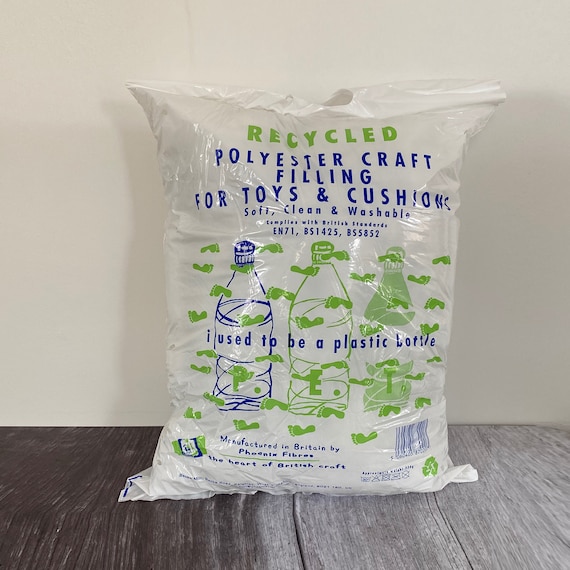 RECYCLED
POLYESTER CRAFT
FILLING
FOR TOYS & CUSHIONS
Soft, Clean & Washable
Complies with British Standards
EN71, BS1425, BS5852
i used to be a plastic bottle
P. E. T
Manufactured in Britain by
Phoenix Fibres
the heart of British craft